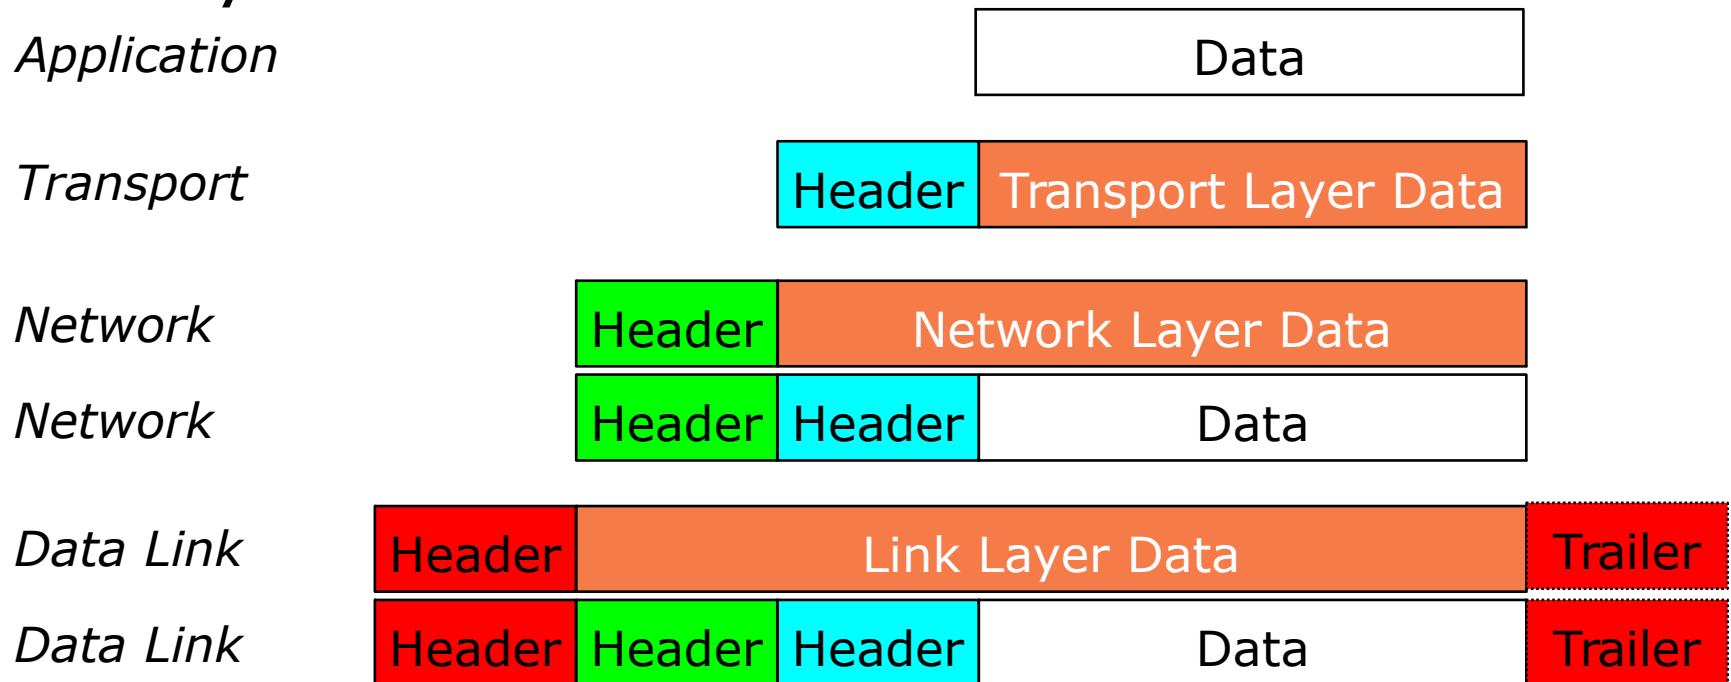 Application Data
Transport Header Transport Layer Data
Network Header Network Layer Data
Network Header Header Data
Data Link Header Link Layer Data Trailer
Data Link Header Header Header Data Trailer